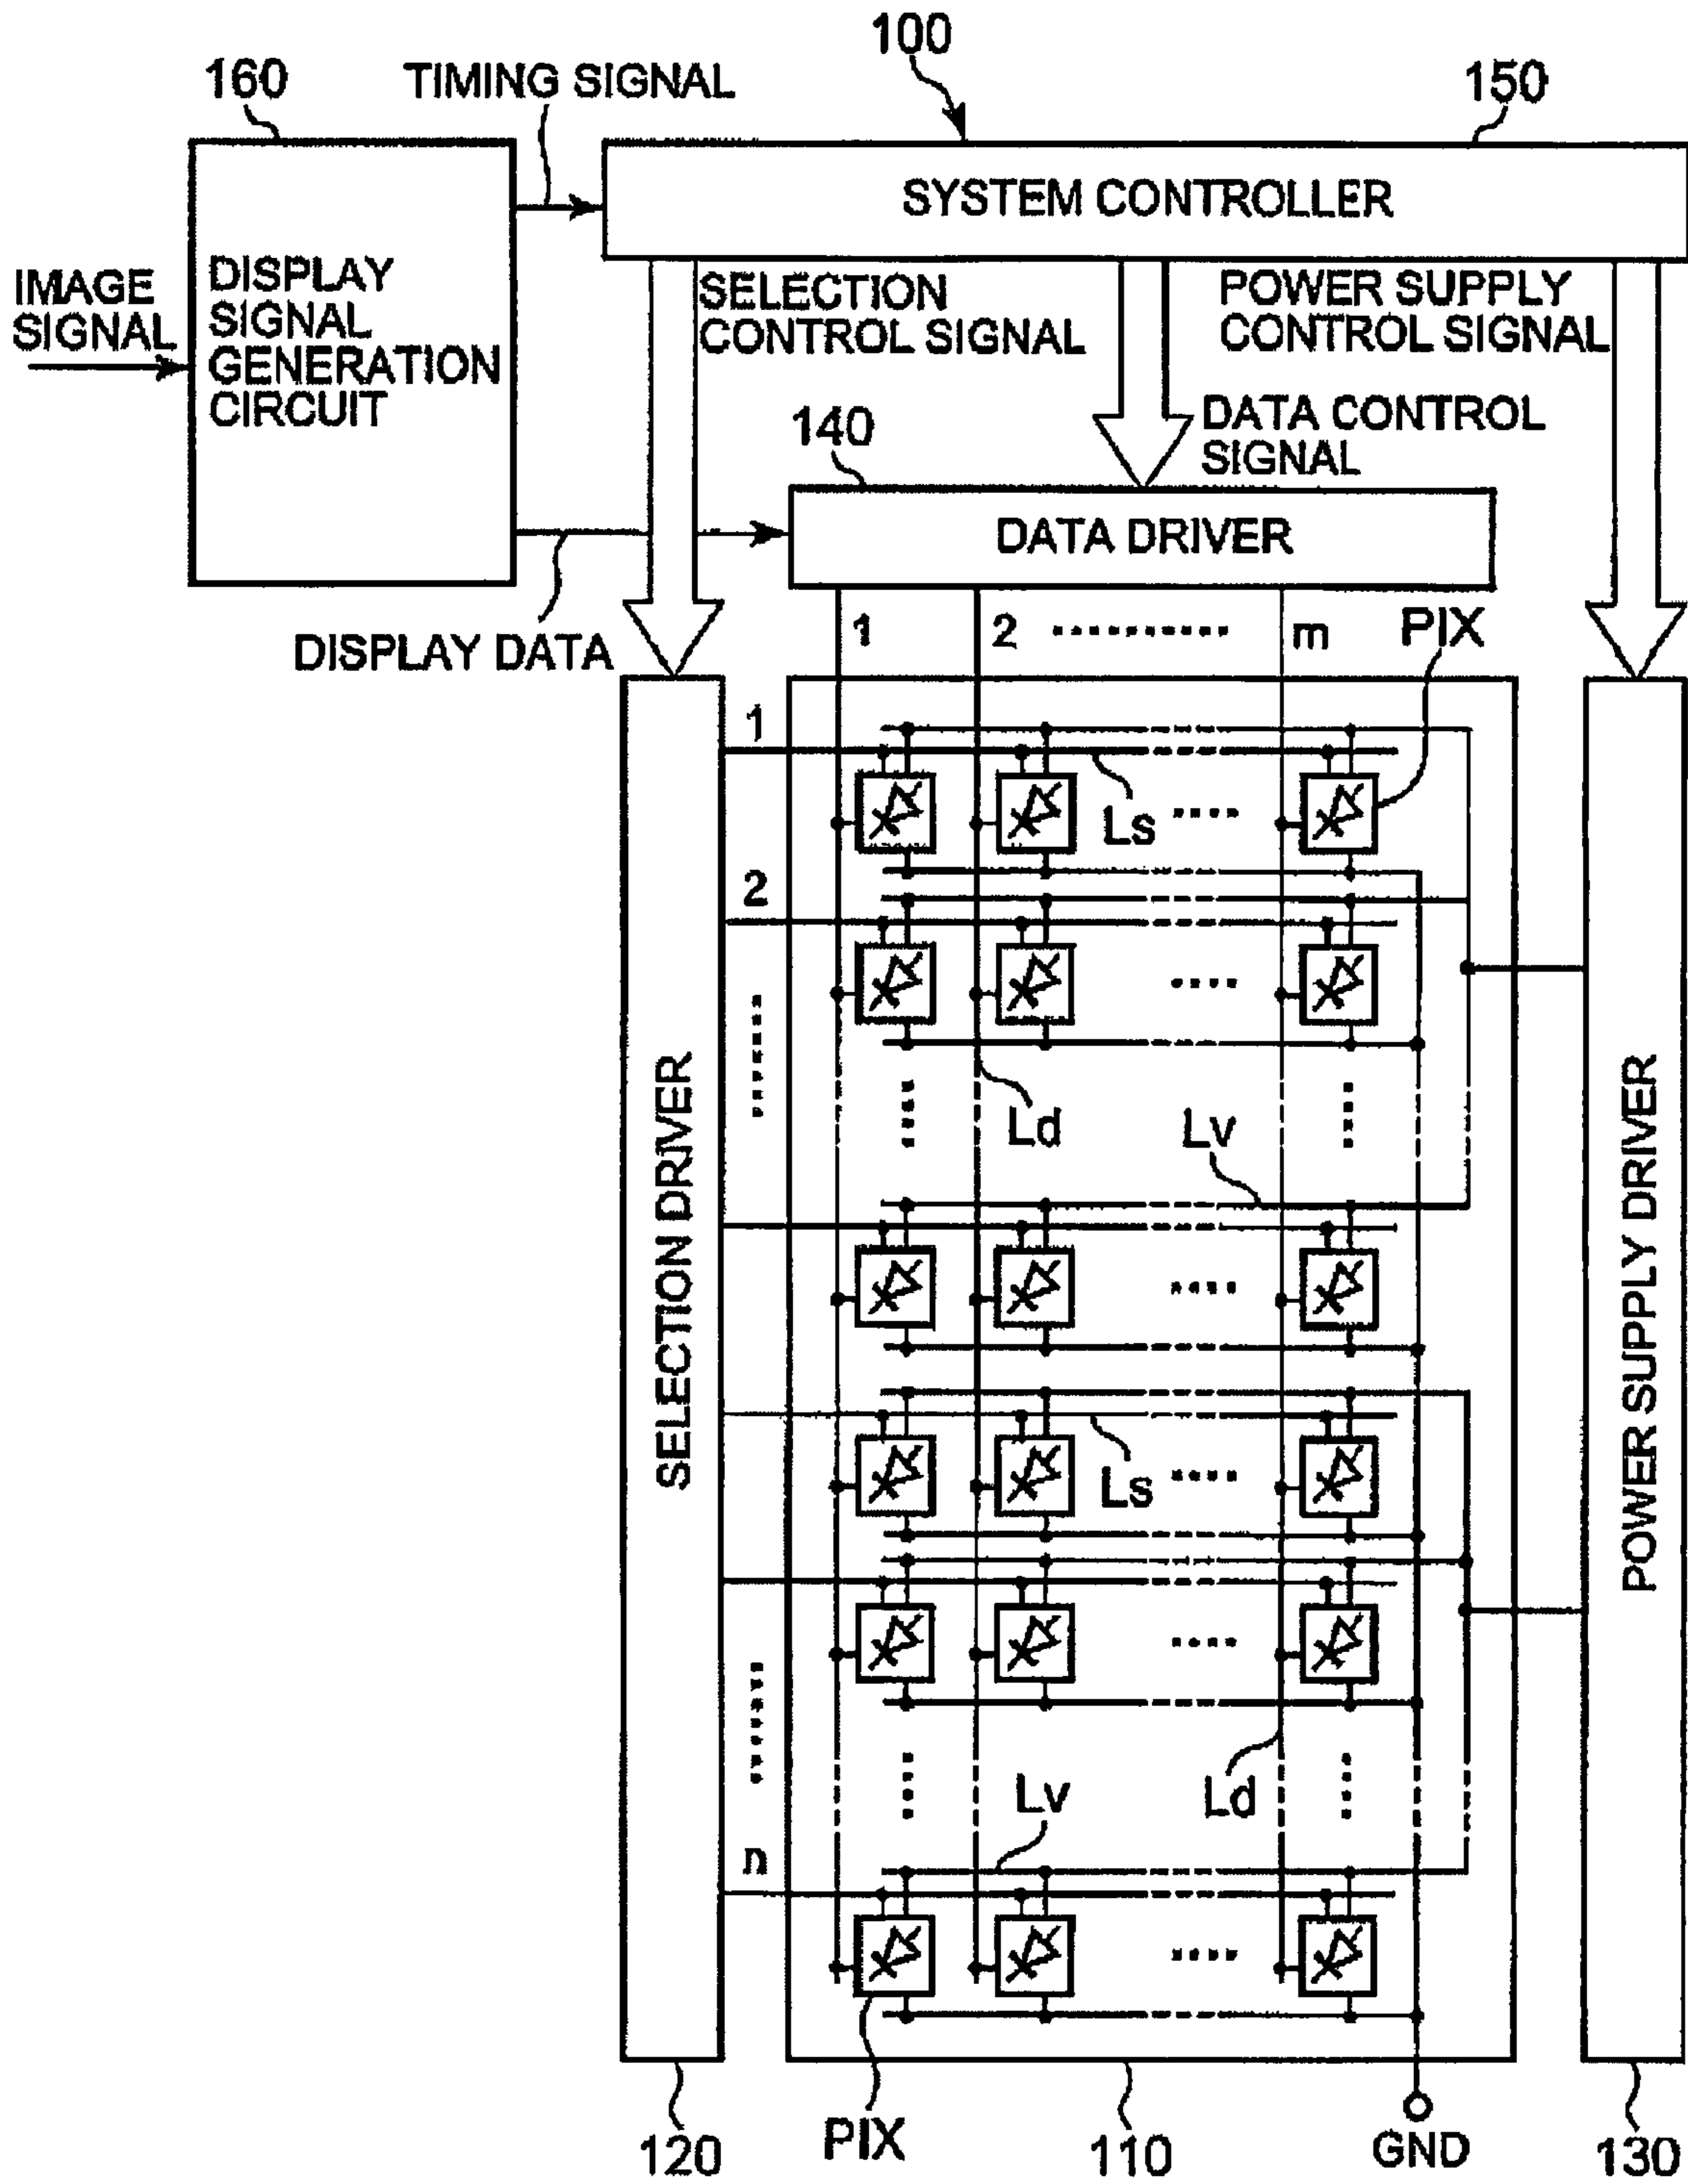 100
160
TIMING SIGNAL
150
SYSTEM CONTROLLER
IMAGE
SIGNAL
DISPLAY
SIGNAL
GENERATION
CIRCUIT
SELECTION
CONTROL SIGNAL
POWER SUPPLY
CONTROL SIGNAL
DATA CONTROL
SIGNAL
140
DATA DRIVER
DISPLAY DATA
1
2
m
PIX
1
Ls
2
Ld
Lv
SELECTION DRIVER
POWER SUPPLY DRIVER
Ls
Lv
Ld
n
120
PIX
110
GND
130